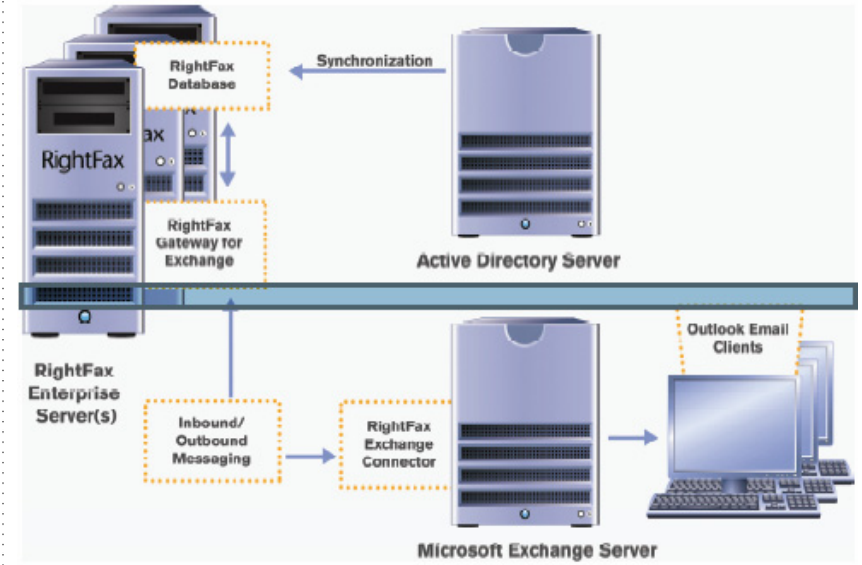 RightFax
Database
Synchronization
ax
RightFax
RightFax
Gateway for
Exchange
Active Directory Server
Outlook Email
Clients
RightFax
Enterprise
Server(s)
Inbound/
Outbound
Messaging
RightFax
Exchange
Connector
Microsoft Exchange Server